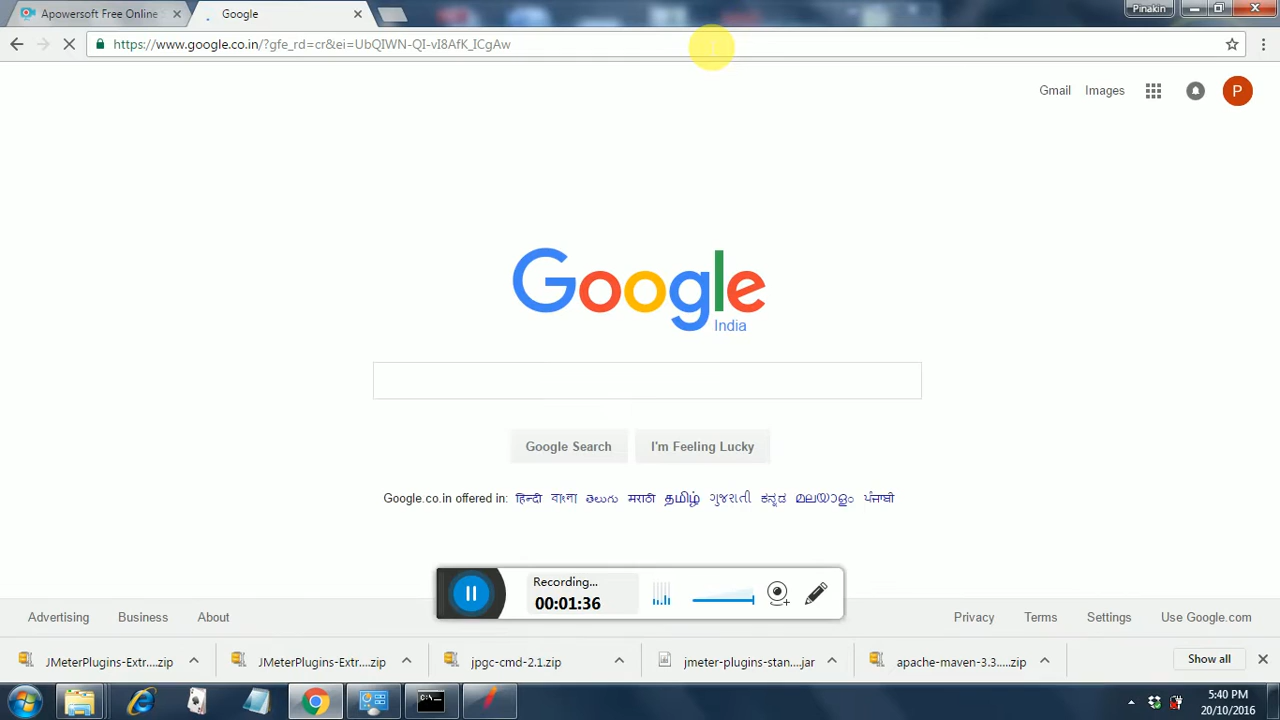 Apowersoft Free Online S
Google
Pinakin
https://www.google.co.in/?gfe_rd=cr&ei=UbQIWN-QI-vI8AfK_ICgAw
Gmail Images P
Google
India
Google Search I'm Feeling Lucky
Google.co.in offered in: हिन्दी বাংলা తెలుగు मराठी தமிழ் ગુજરાતી ಕನ್ನಡ മലയാളം ਪੰਜਾਬੀ
Recording...
00:01:36
Advertising Business About Privacy Terms Settings Use Google.com
JMeterPlugins-Extr....zip JMeterPlugins-Extr....zip jpgc-cmd-2.1.zip jmeter-plugins-stan....jar apache-maven-3.3.....zip Show all
5:40 PM
20/10/2016